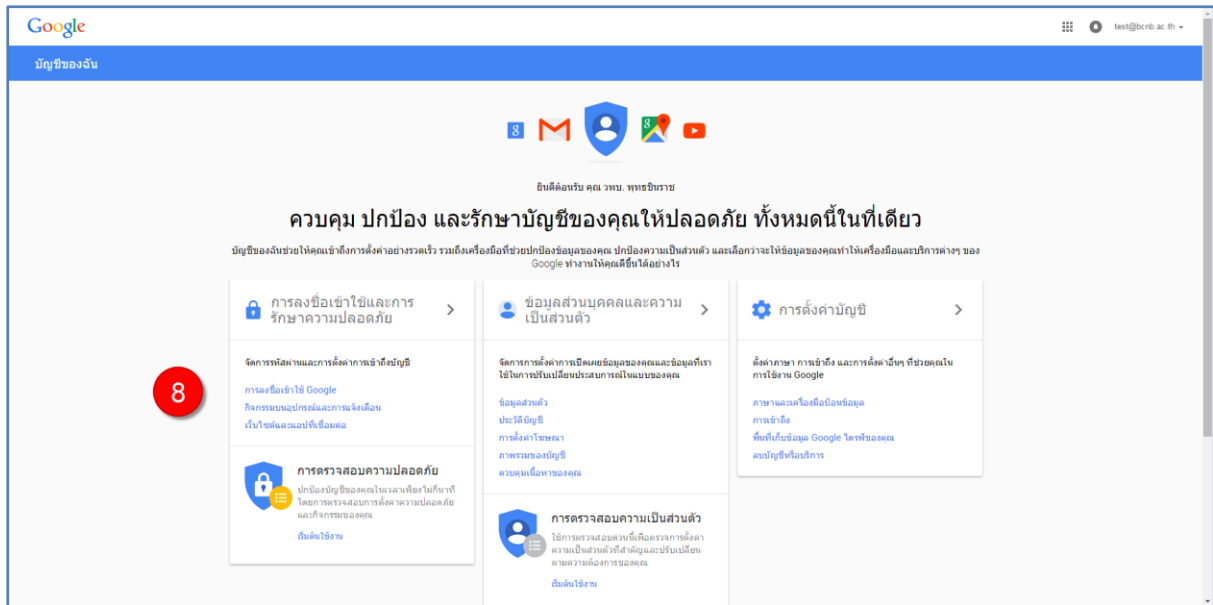 Google
test@bcnb.ac.th
บัญชีของฉัน
ยินดีต้อนรับ คุณ วพบ. พุทธชินราช
ควบคุม ปกป้อง และรักษาบัญชีของคุณให้ปลอดภัย ทั้งหมดนี้ในที่เดียว
บัญชีของฉันช่วยให้คุณเข้าถึงการตั้งค่าอย่างรวดเร็ว รวมถึงเครื่องมือที่ช่วยปกป้องข้อมูลของคุณ ปกป้องความเป็นส่วนตัว และเลือกว่าจะให้ข้อมูลของคุณทำให้เครื่องมือและบริการต่างๆ ของ
Google ทำงานให้คุณดีขึ้นได้อย่างไร
การลงชื่อเข้าใช้และการ
รักษาความปลอดภัย
จัดการรหัสผ่านและการตั้งค่าการเข้าถึงบัญชี
8
การลงชื่อเข้าใช้ Google
กิจกรรมบนอุปกรณ์และการแจ้งเตือน
เว็บไซต์และแอปที่เชื่อมต่อ
การตรวจสอบความปลอดภัย
ปกป้องบัญชีของคุณในเวลาเพียงไม่กี่นาที
โดยการตรวจสอบการตั้งค่าความปลอดภัย
และกิจกรรมของคุณ
เริ่มต้นใช้งาน
ข้อมูลส่วนบุคคลและความ
เป็นส่วนตัว
จัดการการตั้งค่าการเปิดเผยข้อมูลของคุณและข้อมูลที่เรา
ใช้ในการปรับเปลี่ยนประสบการณ์ในแบบของคุณ
ข้อมูลส่วนตัว
ประวัติบัญชี
การตั้งค่าโฆษณา
ภาพรวมของบัญชี
ควบคุมเนื้อหาของคุณ
การตรวจสอบความเป็นส่วนตัว
ใช้การตรวจสอบด่วนนี้เพื่อตรวจการตั้งค่า
ความเป็นส่วนตัวที่สำคัญและปรับเปลี่ยน
ตามความต้องการของคุณ
เริ่มต้นใช้งาน
การตั้งค่าบัญชี
ตั้งค่าภาษา การเข้าถึง และการตั้งค่าอื่นๆ ที่ช่วยคุณใน
การใช้งาน Google
ภาษาและเครื่องมือป้อนข้อมูล
การเข้าถึง
พื้นที่เก็บข้อมูล Google ไดรฟ์ของคุณ
ลบบัญชีหรือบริการ